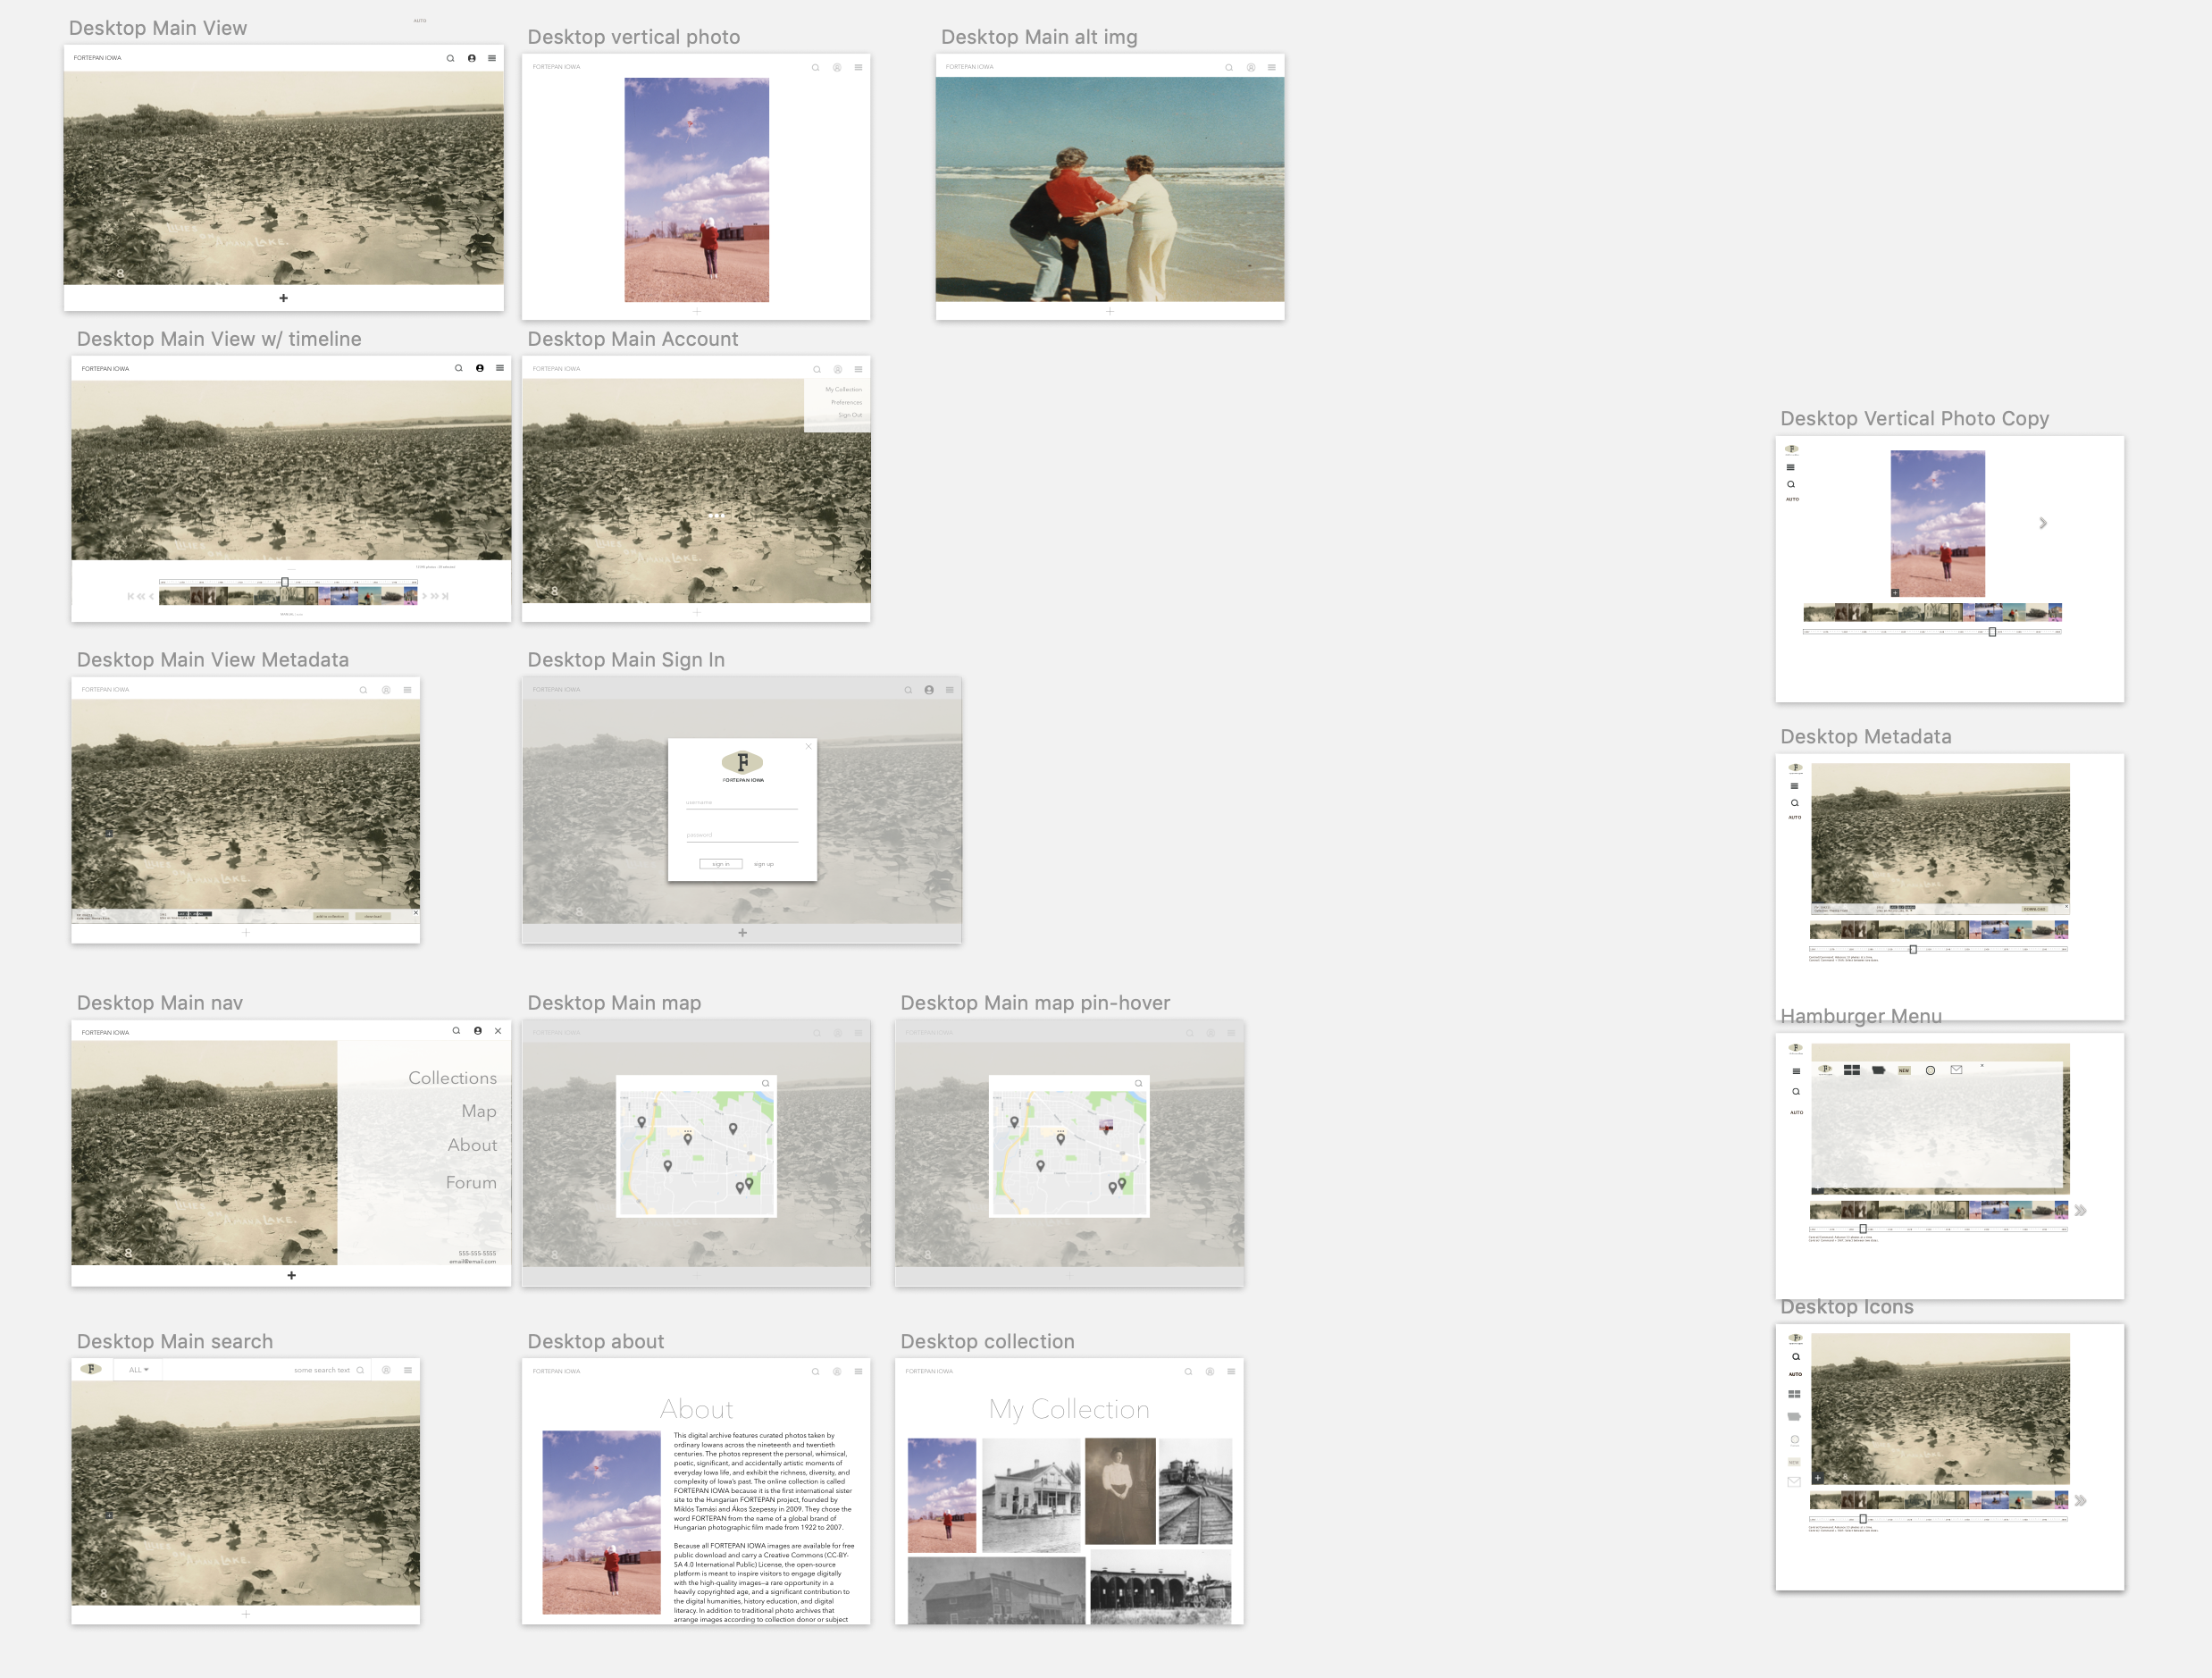 Desktop Main View
AUTO
FORTEPAN IOWA
8
Desktop vertical photo
FORTEPAN IOWA
Desktop Main alt img
FORTEPAN IOWA
Desktop Main View w/ timeline
FORTEPAN IOWA
Desktop Main Account
FORTEPAN IOWA
My Collection
Preferences
Sign Out
8
Desktop Main View Metadata
FORTEPAN IOWA
LAKE.
Desktop Main Sign In
FORTEPAN IOWA
F
FORTEPAN IOWA
username
password
sign in
sign up
8
Desktop Main nav
FORTEPAN IOWA
Collections
Map
About
Forum
8
555-555-5555
email@email.com
Desktop Main map
FORTEPAN IOWA
8
Desktop Main map pin-hover
FORTEPAN IOWA
8
Desktop Main search
F
ALL
some search text
8
Desktop about
FORTEPAN IOWA
About
This digital archive features curated photos taken by
ordinary Iowans across the nineteenth and twentieth
centuries. The photos represent the personal, whimsical,
poetic, significant, and accidentally artistic moments of
everyday Iowa life, and exhibit the richness, diversity, and
complexity of Iowa's past. The online collection is called
FORTEPAN IOWA because it is the first international sister
site to the Hungarian FORTEPAN project, founded by
Miklós Tamási and Ákos Szepessy in 2009. They chose the
word FORTEPAN from the name of a global brand of
Hungarian photographic film made from 1922 to 2007.
Because all FORTEPAN IOWA images are available for free
public download and carry a Creative Commons (CC-BY-
SA 4.0 International Public) License, the open-source
platform is meant to inspire visitors to engage digitally
with the high-quality images–a rare opportunity in a
heavily copyrighted age, and a significant contribution to
the digital humanities, history education, and digital
literacy. In addition to traditional photo archives that
arrange images according to collection donor or subject
Desktop collection
FORTEPAN IOWA
My Collection
Desktop Vertical Photo Copy
F
AUTO
Desktop Metadata
F
AUTO
DOWNLOAD
Hamburger Menu
F
AUTO
F
NEW
Desktop Icons
F
AUTO
NEW
8